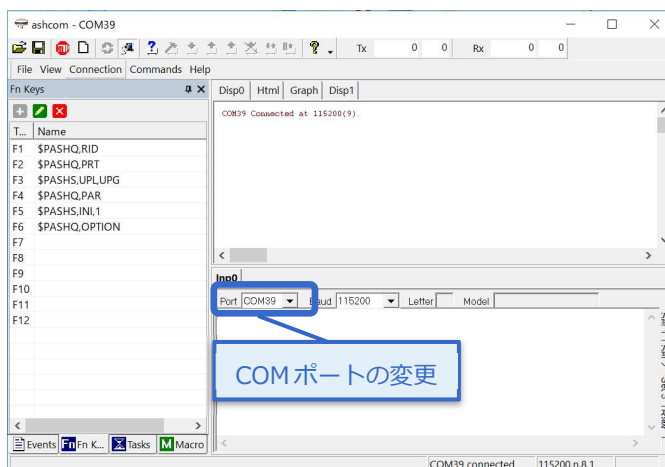 ashcom - COM39
Tx 0 0 Rx 0 0
File View Connection Commands Help
Fn Keys
Disp0 Html Graph Disp1
T... Name
F1 $PASHQ,RID
F2 $PASHQ,PRT
F3 $PASHS,UPL,UPG
F4 $PASHQ,PAR
F5 $PASHS,INI,1
F6 $PASHQ,OPTION
F7
F8
F9
F10
F11
F12
COM39 Connected at 115200(9).
Inp0
Port COM39 Baud 115200 Letter Model
COMポートの変更
Events Fn Fn K... Tasks M Macro
COM39 connected 115200,n,8,1